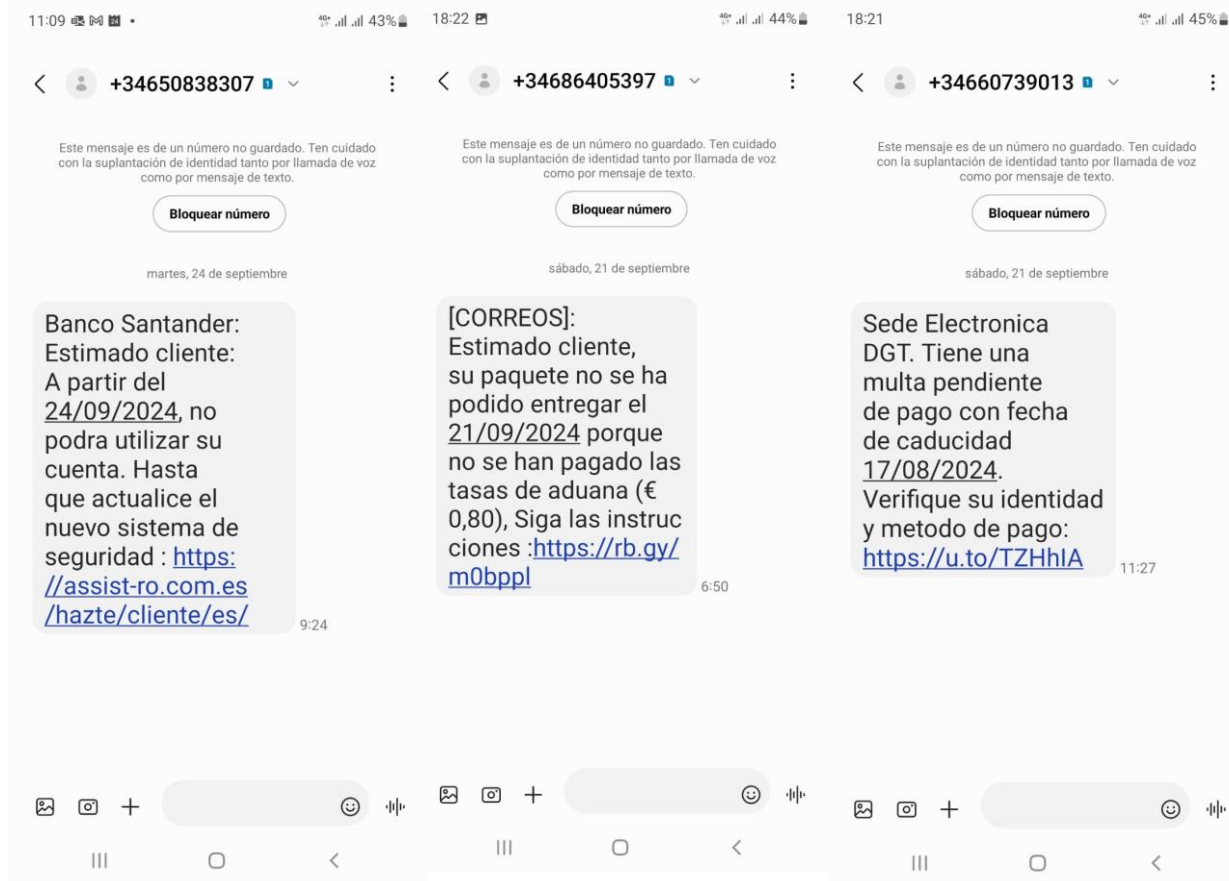 11:09
43%
+34650838307
Este mensaje es de un número no guardado. Ten cuidado
con la suplantación de identidad tanto por llamada de voz
como por mensaje de texto.
Bloquear número
martes, 24 de septiembre
Banco Santander:
Estimado cliente:
A partir del
24/09/2024, no
podra utilizar su
cuenta. Hasta
que actualice el
nuevo sistema de
seguridad : https:
//assist-ro.com.es
/hazte/cliente/es/
9:24
18:22
4G+
44%
+34686405397
Este mensaje es de un número no guardado. Ten cuidado
con la suplantación de identidad tanto por llamada de voz
como por mensaje de texto.
Bloquear número
sábado, 21 de septiembre
[CORREOS]:
Estimado cliente,
su paquete no se ha
podido entregar el
21/09/2024 porque
no se han pagado las
tasas de aduana (€
0,80), Siga las instruc
ciones :https://rb.gy/
m0bppl
6:50
18:21
4G+
45%
+34660739013
Este mensaje es de un número no guardado. Ten cuidado
con la suplantación de identidad tanto por llamada de voz
como por mensaje de texto.
Bloquear número
sábado, 21 de septiembre
Sede Electronica
DGT. Tiene una
multa pendiente
de pago con fecha
de caducidad
17/08/2024.
Verifique su identidad
y metodo de pago:
https://u.to/TZHhIA
11:27